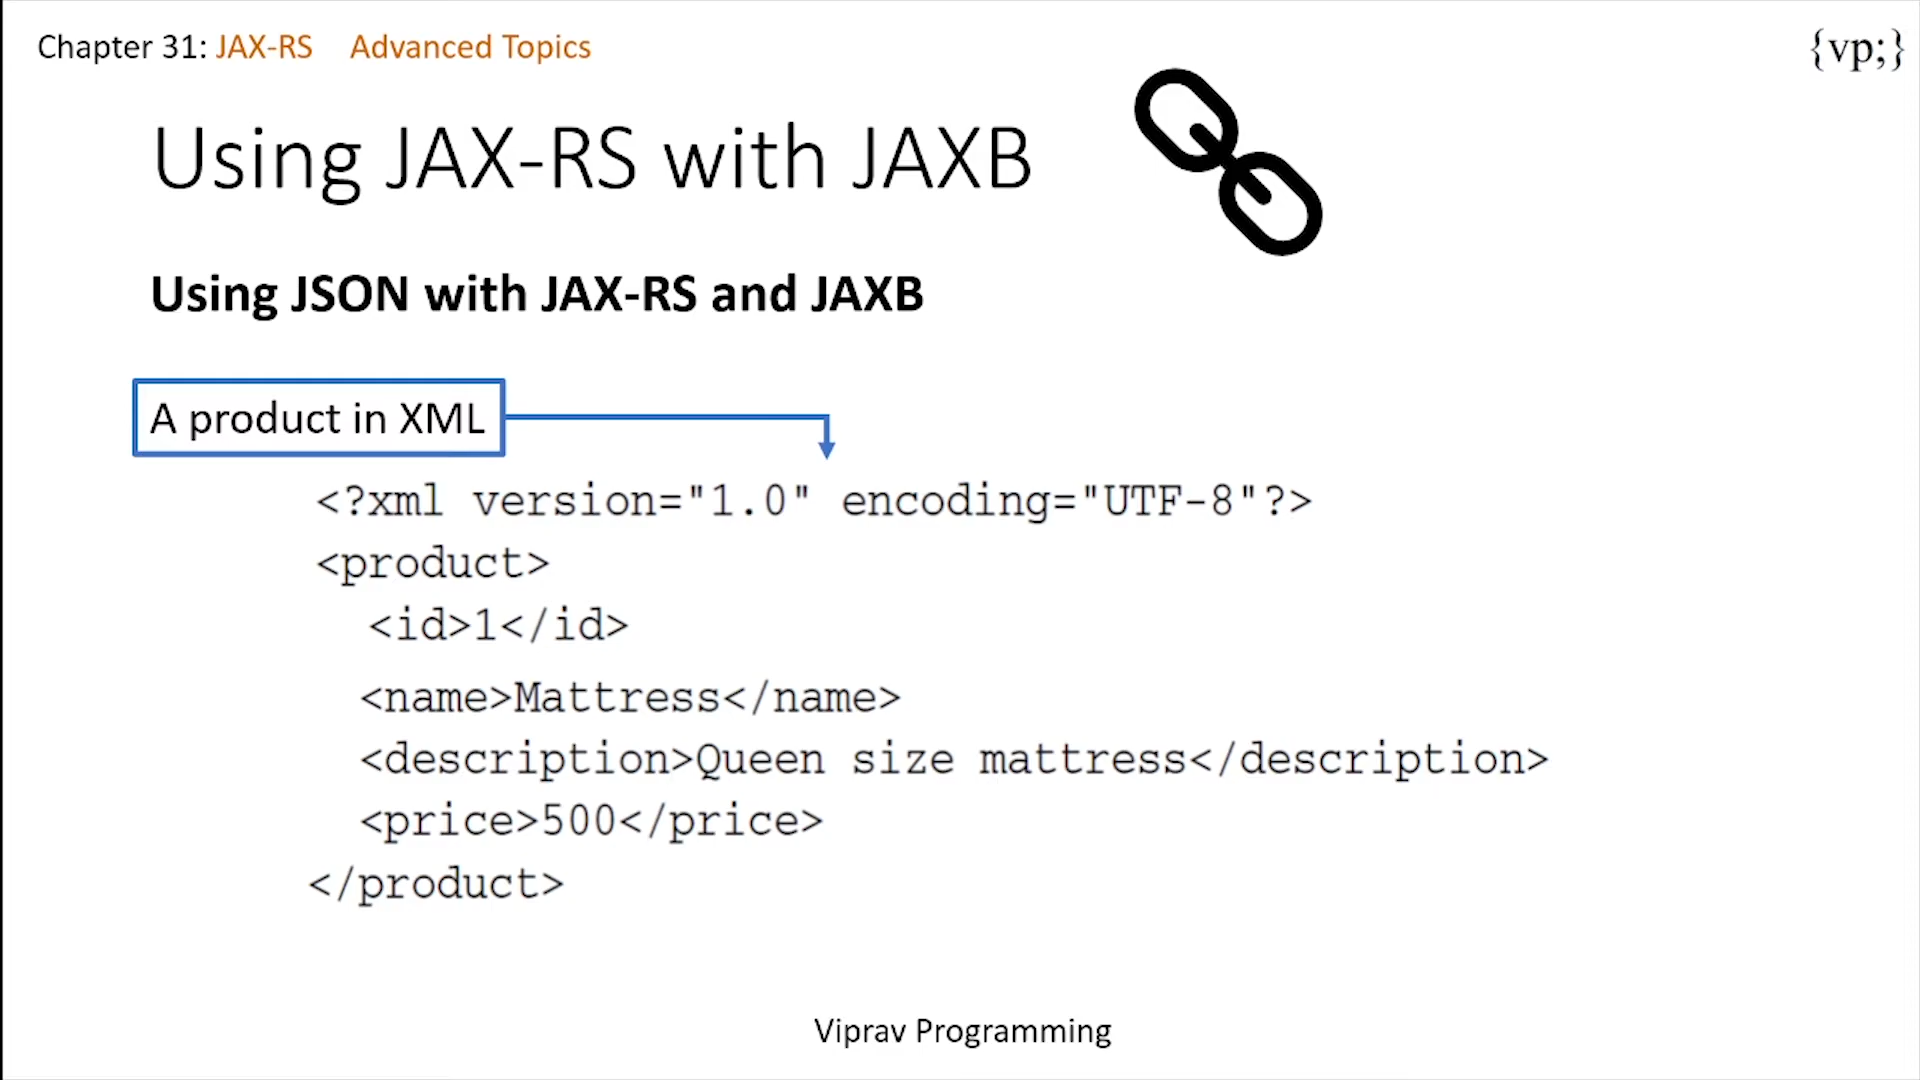 Chapter 31: JAX-RS Advanced Topics
{vp;}
Using JAX-RS with JAXB
Using JSON with JAX-RS and JAXB
A product in XML
<?xml version="1.0" encoding="UTF-8"?>
<product>
<id>1</id>
<name>Mattress</name>
<description>Queen size mattress</description>
<price>500</price>
</product>
Viprav Programming